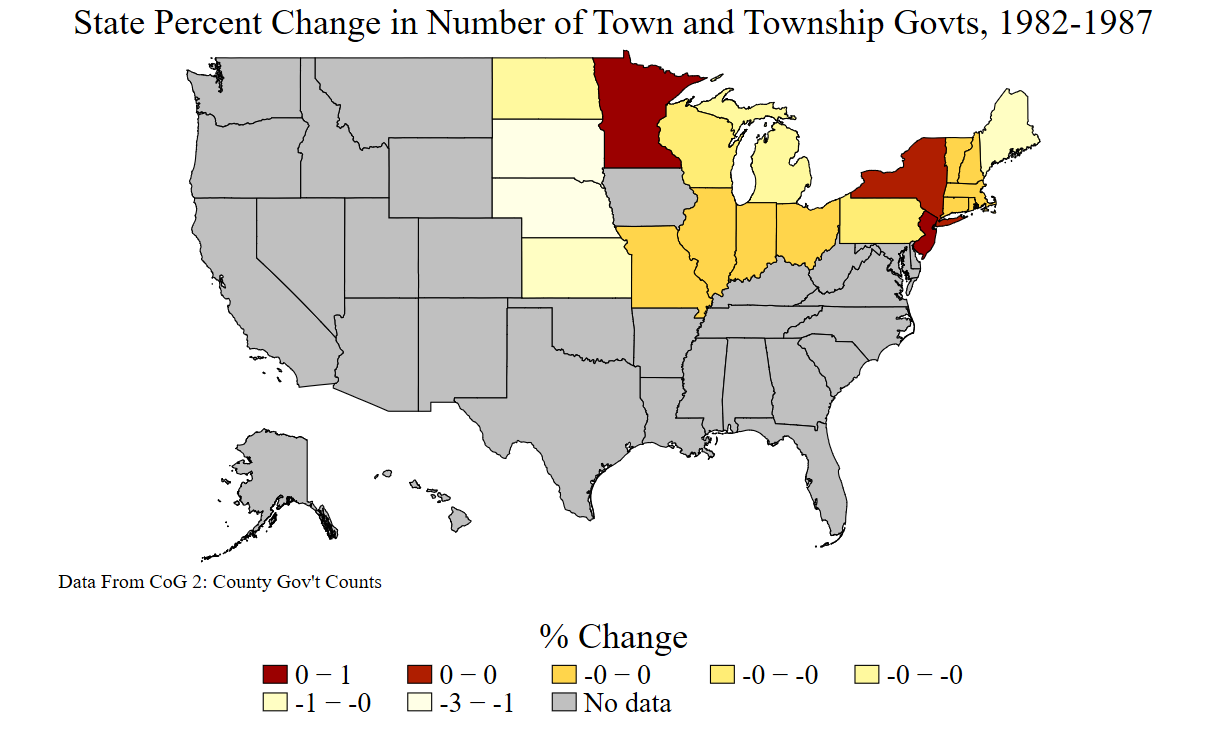 State Percent Change in Number of Town and Township Govts, 1982-1987
Data From CoG 2: County Gov't Counts
% Change
0 − 1 0 − 0 -0 − 0 -0 − -0 -0 − -0
-1 − -0 -3 − -1 No data